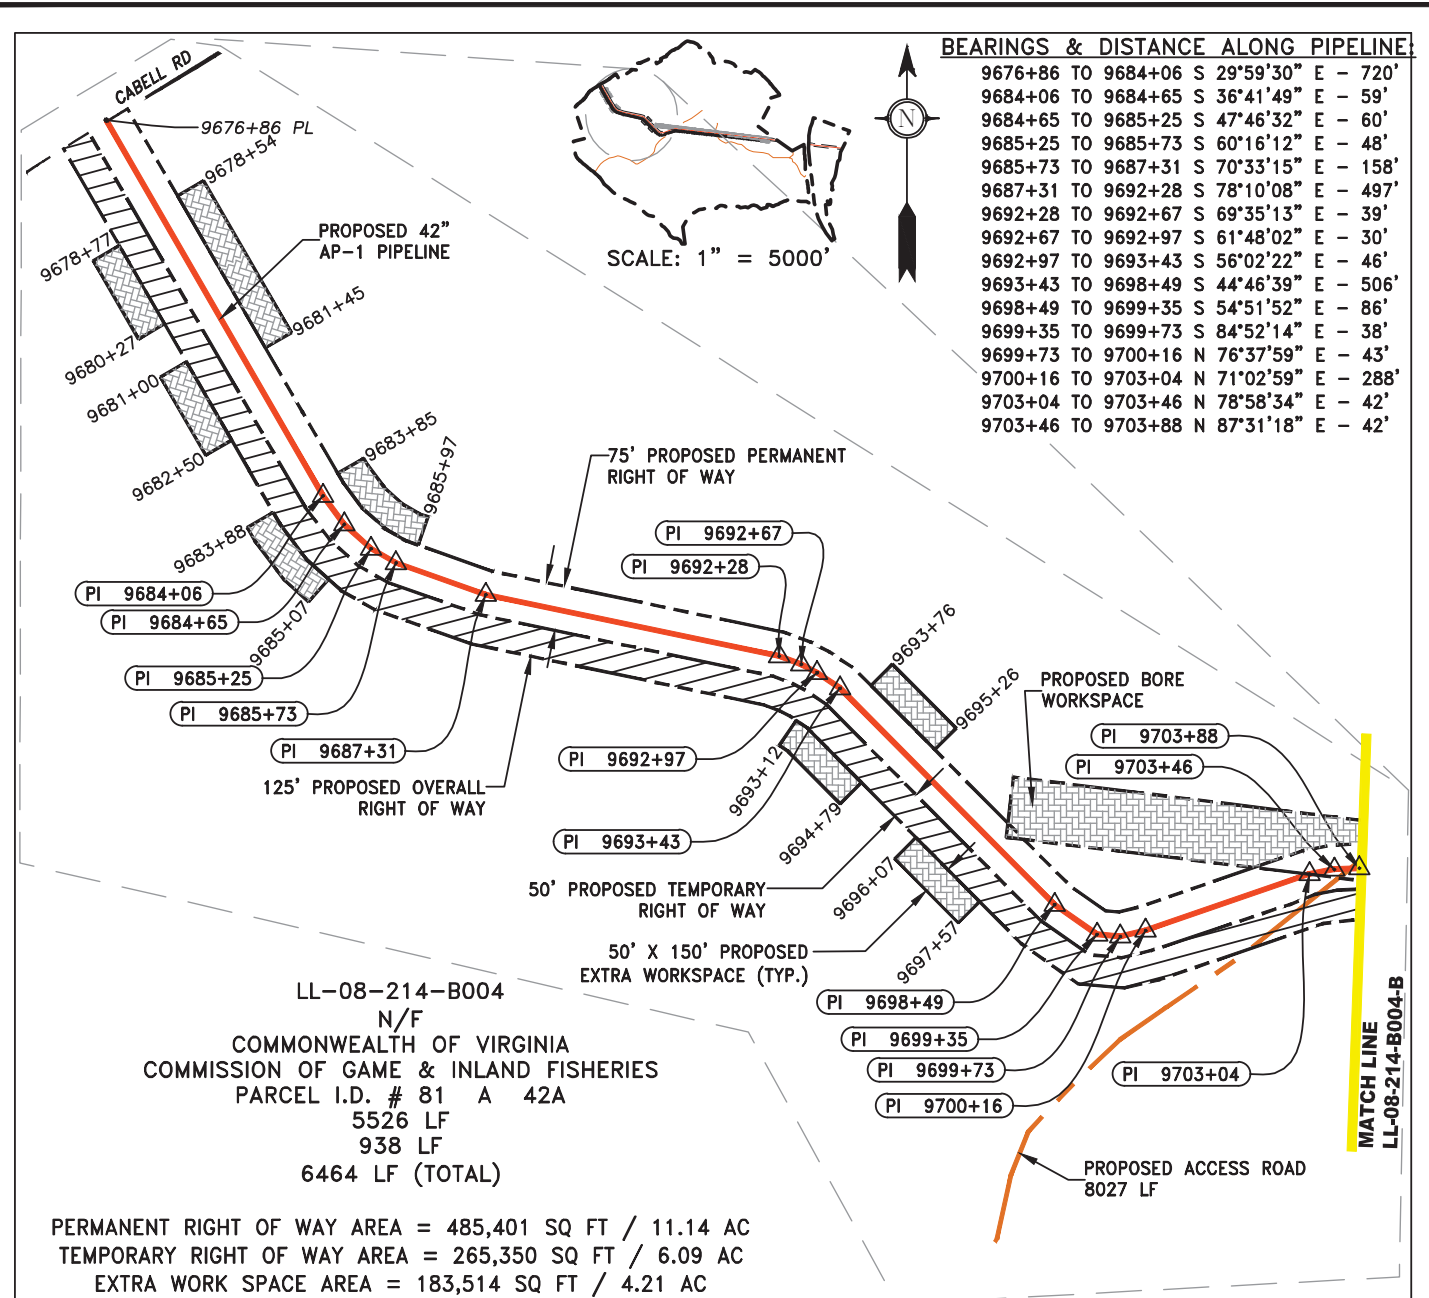 BEARINGS & DISTANCE ALONG PIPELINE:
9676+86 TO 9684+06 S 29°59'30" E - 720'
9684+06 TO 9684+65 S 36°41'49" E - 59'
9684+65 TO 9685+25 S 47°46'32" E - 60'
9685+25 TO 9685+73 S 60°16'12" E - 48'
9685+73 TO 9687+31 S 70°33'15" E - 158'
9687+31 TO 9692+28 S 78°10'08" E - 497'
9692+28 TO 9692+67 S 69°35'13" E - 39'
9692+67 TO 9692+97 S 61°48'02" E - 30'
9692+97 TO 9693+43 S 56°02'22" E - 46'
9693+43 TO 9698+49 S 44°46'39" E - 506'
9698+49 TO 9699+35 S 54°51'52" E - 86'
9699+35 TO 9699+73 S 84°52'14" E - 38'
9699+73 TO 9700+16 N 76°37'59" E - 43'
9700+16 TO 9703+04 N 71°02'59" E - 288'
9703+04 TO 9703+46 N 78°58'34" E - 42'
9703+46 TO 9703+88 N 87°31'18" E - 42'
N
SCALE: 1" = 5000'
CABELL RD
9676+86 PL
9678+54
PROPOSED 42"
AP-1 PIPELINE
9678+77
9681+45
9680+27
9681+00
9682+50
9683+85
9685+97
9683+88
9685+07
75' PROPOSED PERMANENT
RIGHT OF WAY
PI 9692+67
PI 9692+28
PI 9684+06
PI 9684+65
PI 9685+25
PI 9685+73
PI 9687+31
125' PROPOSED OVERALL
RIGHT OF WAY
9693+76
9695+26
PROPOSED BORE
WORKSPACE
PI 9703+88
PI 9703+46
PI 9692+97
9693+12
PI 9693+43
9694+79
9696+07
9697+57
50' PROPOSED TEMPORARY
RIGHT OF WAY
50' X 150' PROPOSED
EXTRA WORKSPACE (TYP.)
PI 9698+49
PI 9699+35
PI 9699+73
PI 9700+16
PI 9703+04
MATCH LINE
LL-08-214-B004-B
PROPOSED ACCESS ROAD
8027 LF
LL-08-214-B004
N/F
COMMONWEALTH OF VIRGINIA
COMMISSION OF GAME & INLAND FISHERIES
PARCEL I.D. # 81 A 42A
5526 LF
938 LF
6464 LF (TOTAL)
PERMANENT RIGHT OF WAY AREA = 485,401 SQ FT / 11.14 AC
TEMPORARY RIGHT OF WAY AREA = 265,350 SQ FT / 6.09 AC
EXTRA WORK SPACE AREA = 183,514 SQ FT / 4.21 AC